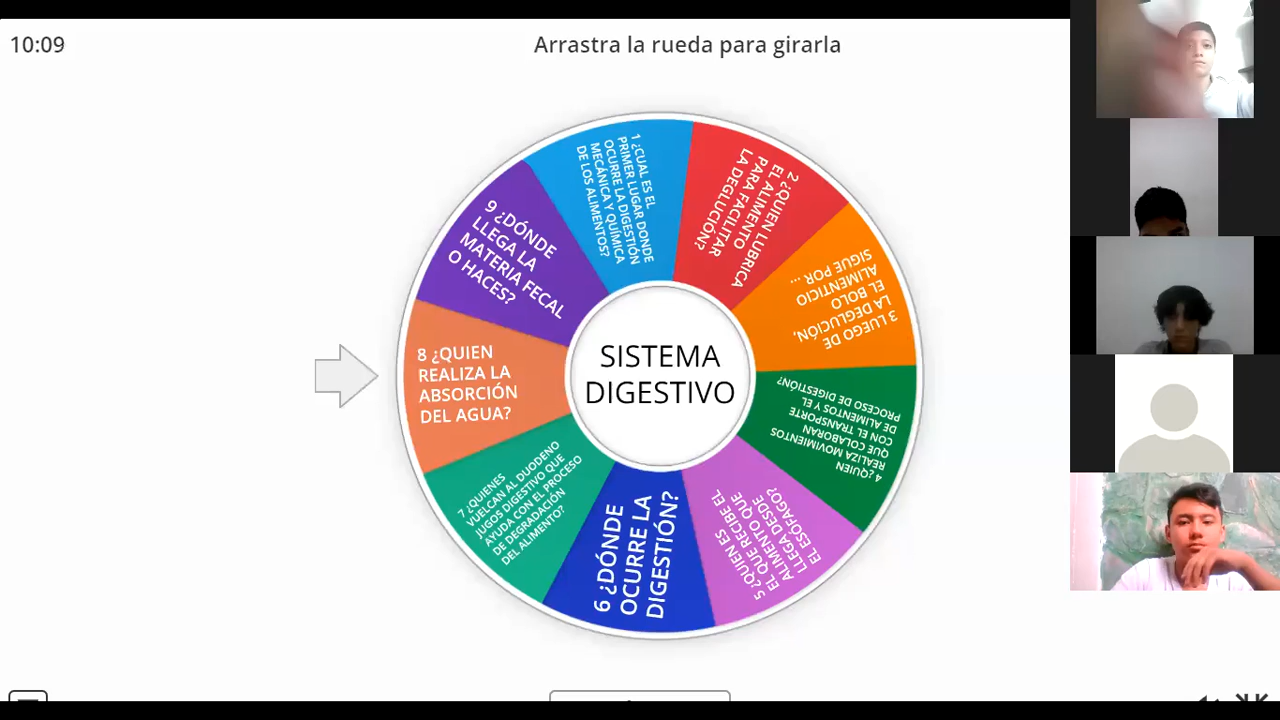 10:09
Arrastra la rueda para girarla
1 ¿CUAL ES EL
PRIMER LUGAR DONDE
OCURRE LA DIGESTIÓN
MECÁNICA Y QUÍMICA
DE LOS ALIMENTOS?
2 ¿QUIEN LUBRICA
EL ALIMENTO
PARA FACILITAR
LA DEGLUCIÓN?
3 LUEGO DE
LA DEGLUCIÓN,
EL BOLO
ALIMENTICIO
SIGUE POR ...
4 ¿QUIEN
REALIZA MOVIMIENTOS
QUE COLABORAN
CON EL TRANSPORTE
DE ALIMENTOS Y EL
PROCESO DE DIGESTIÓN?
5 ¿QUIEN ES
EL QUE RECIBE EL
ALIMENTO QUE
LLEGA DESDE
EL ESÓFAGO?
6 ¿DÓNDE
OCURRE LA
DIGESTIÓN?
7 ¿QUIENES
VUELCAN AL DUODENO
JUGOS DIGESTIVO QUE
AYUDA CON EL PROCESO
DE DEGRADACIÓN
DEL ALIMENTO?
8 ¿QUIEN
REALIZA LA
ABSORCIÓN
DEL AGUA?
9 ¿DÓNDE
LLEGA LA
MATERIA FECAL
O HACES?
SISTEMA
DIGESTIVO